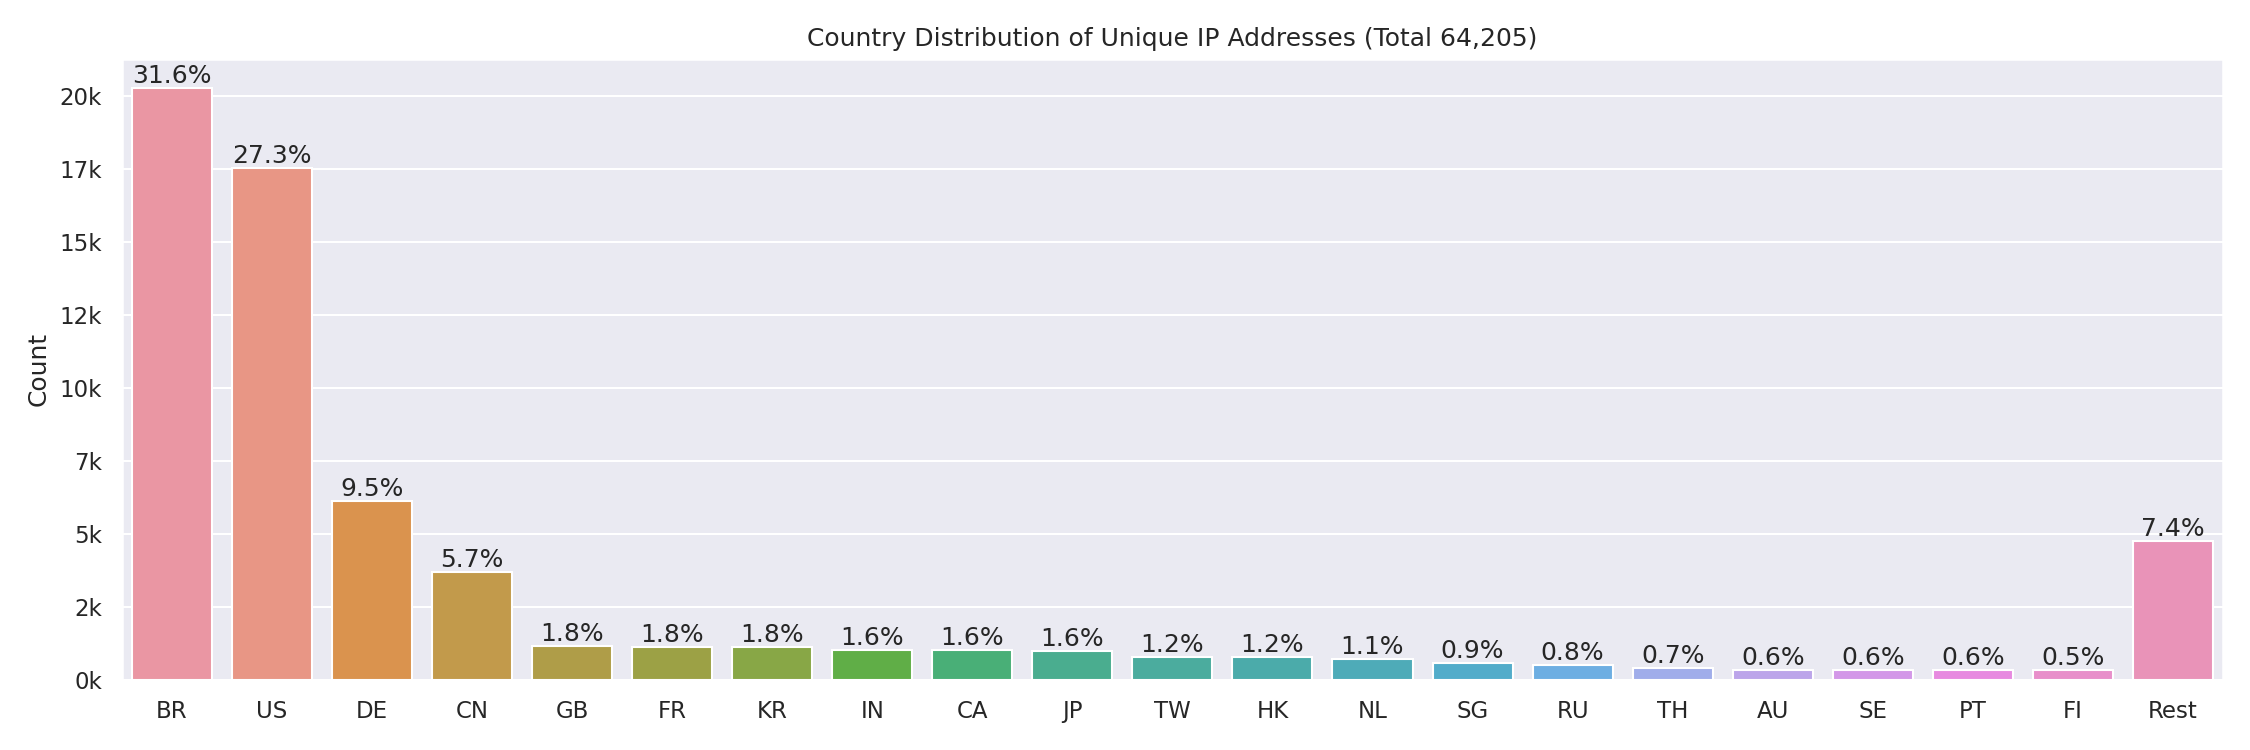 Country Distribution of Unique IP Addresses (Total 64,205)
Count
20k
17k
15k
12k
10k
7k
5k
2k
0k
31.6%
27.3%
9.5%
5.7%
1.8%
1.8%
1.8%
1.6%
1.6%
1.6%
1.2%
1.2%
1.1%
0.9%
0.8%
0.7%
0.6%
0.6%
0.6%
0.5%
7.4%
BR US DE CN GB FR KR IN CA JP TW HK NL SG RU TH AU SE PT FI Rest